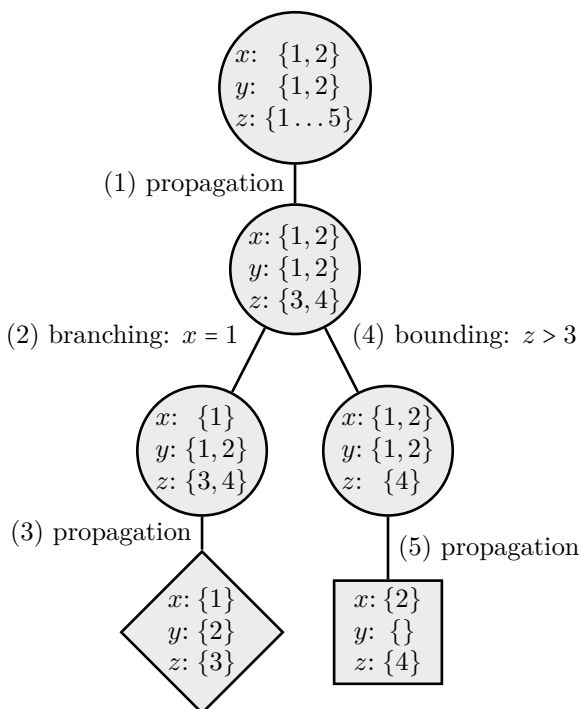 x: {1, 2}
y: {1, 2}
z: {1 ... 5}
(1) propagation
x: {1, 2}
y: {1, 2}
z: {3, 4}
(2) branching: x = 1
(4) bounding: z > 3
x: {1}
y: {1, 2}
z: {3, 4}
x: {1, 2}
y: {1, 2}
z: {4}
(3) propagation
(5) propagation
x: {1}
y: {2}
z: {3}
x: {2}
y: {}
z: {4}